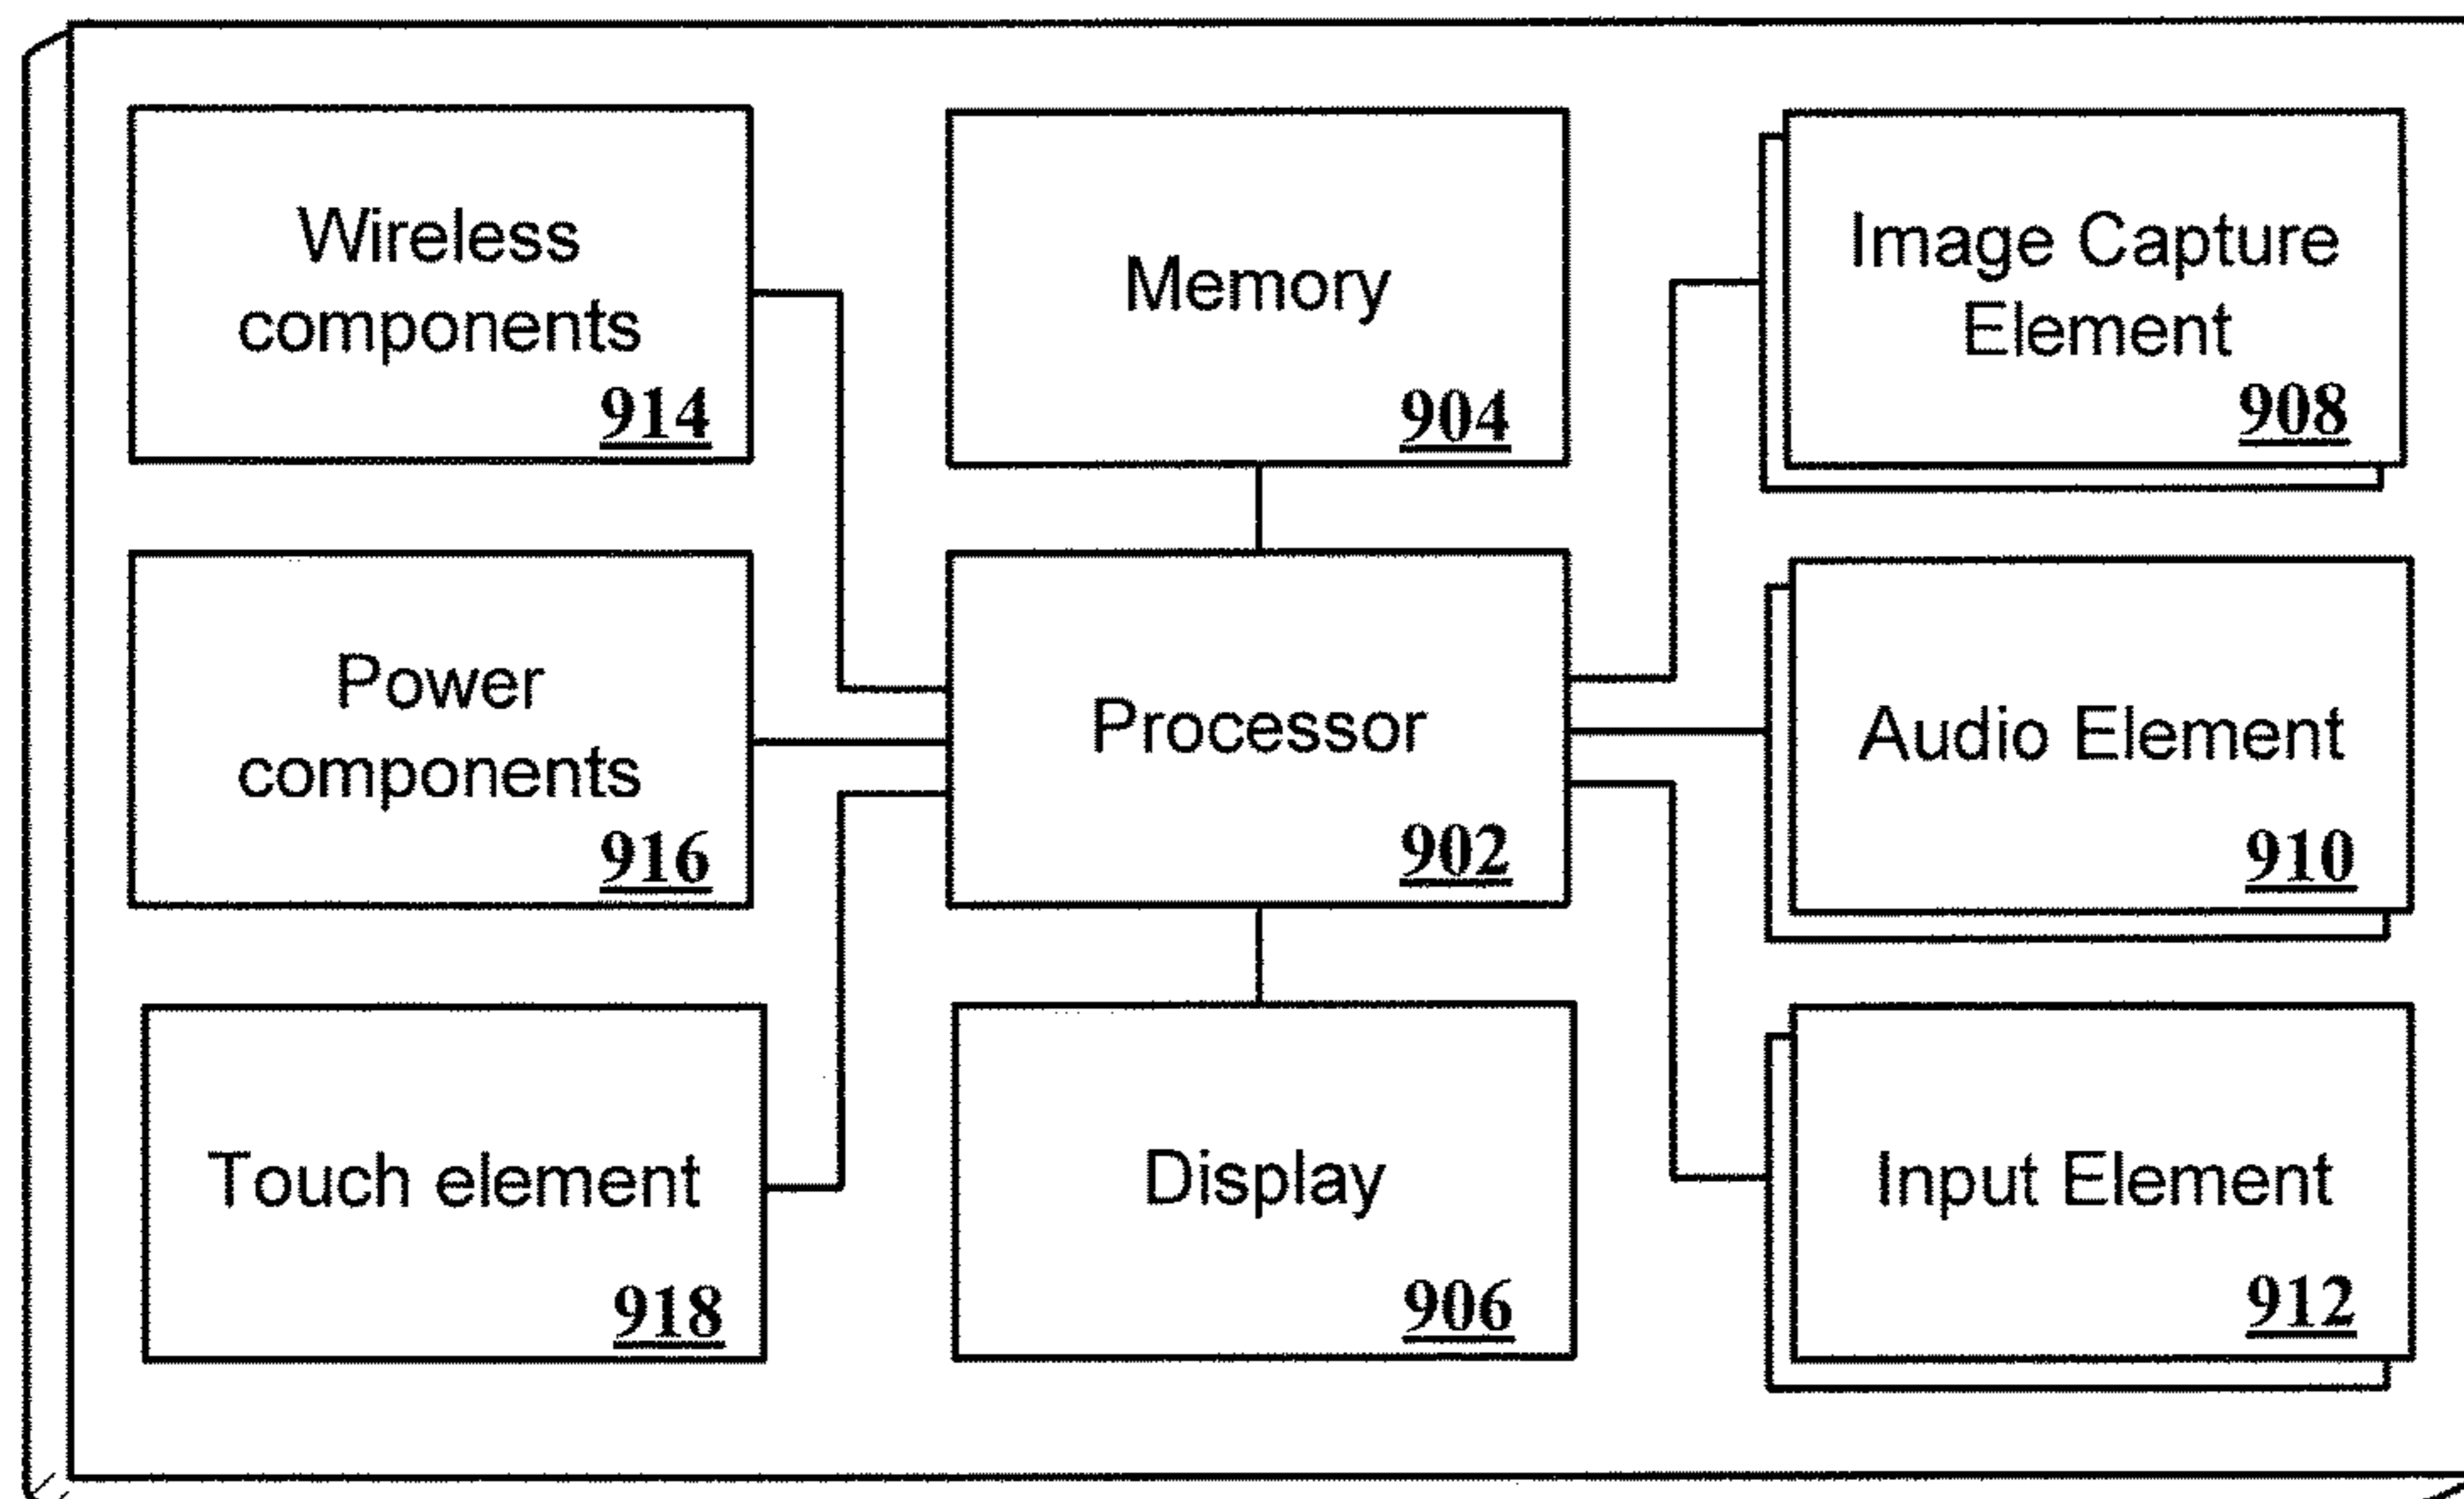 Wireless
components
914
Memory
904
Image Capture
Element
908
Power
components
916
Processor
902
Audio Element
910
Touch element
918
Display
906
Input Element
912